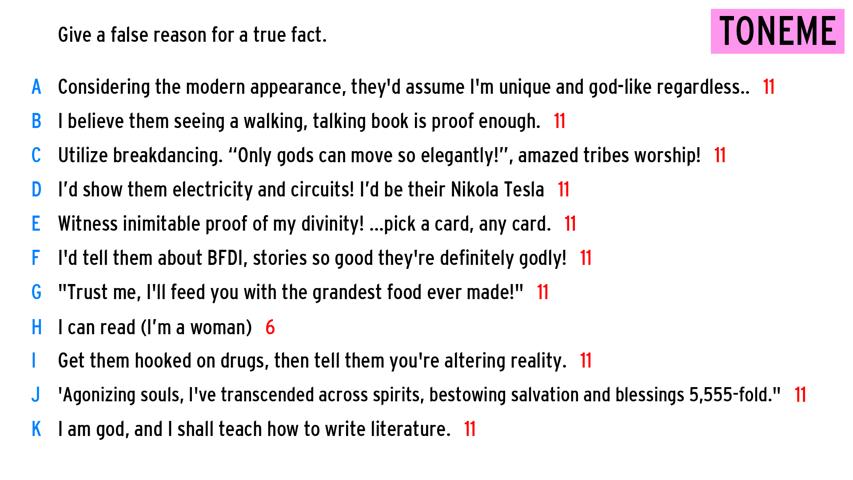 Give a false reason for a true fact.
TONEME
A Considering the modern appearance, they'd assume I'm unique and god-like regardless.. 11
B I believe them seeing a walking, talking book is proof enough. 11
C Utilize breakdancing. “Only gods can move so elegantly!”, amazed tribes worship! 11
D I’d show them electricity and circuits! I’d be their Nikola Tesla 11
E Witness inimitable proof of my divinity! ...pick a card, any card. 11
F I'd tell them about BFDI, stories so good they're definitely godly! 11
G "Trust me, I'll feed you with the grandest food ever made!" 11
H I can read (I’m a woman) 6
I Get them hooked on drugs, then tell them you're altering reality. 11
J 'Agonizing souls, I've transcended across spirits, bestowing salvation and blessings 5,555-fold." 11
K I am god, and I shall teach how to write literature. 11